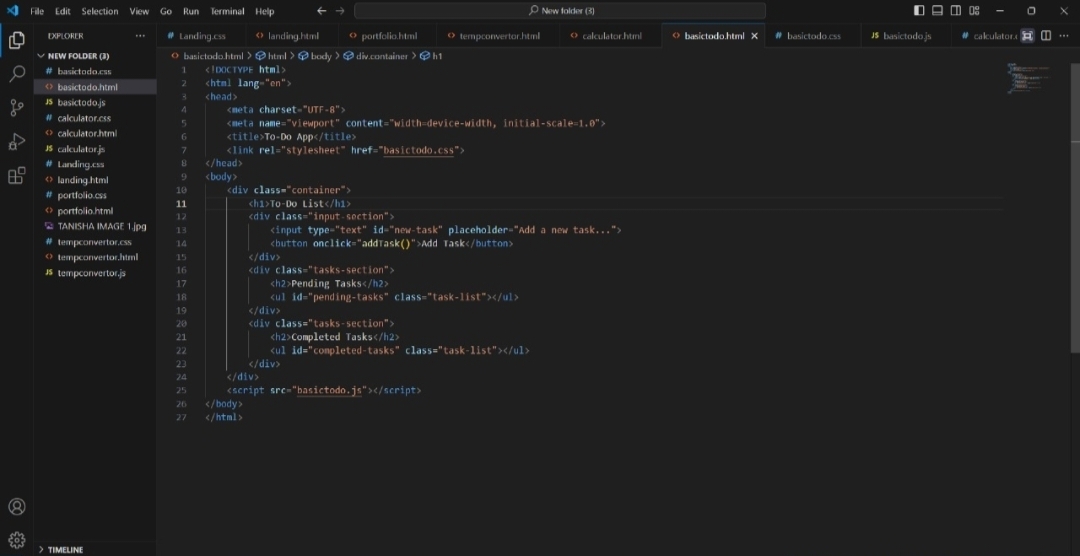 File Edit Selection View Go Run Terminal Help
New folder (3)
EXPLORER
NEW FOLDER (3)
basictodo.css
basictodo.html
basictodo.js
calculator.css
calculator.html
calculator.js
Landing.css
landing.html
portfolio.css
portfolio.html
TANISHA IMAGE 1.jpg
tempconvertor.css
tempconvertor.html
tempconvertor.js
TIMELINE
Landing.css landing.html portfolio.html tempconvertor.html calculator.html basictodo.html basictodo.css basictodo.js calculator.c
basictodo.html > html > body > div.container > h1
1 <!DOCTYPE html>
2 <html lang="en">
3 <head>
4 <meta charset="UTF-8">
5 <meta name="viewport" content="width=device-width, initial-scale=1.0">
6 <title>To-Do App</title>
7 <link rel="stylesheet" href="basictodo.css">
8 </head>
9 <body>
10 <div class="container">
11 <h1>To-Do List</h1>
12 <div class="input-section">
13 <input type="text" id="new-task" placeholder="Add a new task...">
14 <button onclick="addTask()">Add Task</button>
15 </div>
16 <div class="tasks-section">
17 <h2>Pending Tasks</h2>
18 <ul id="pending-tasks" class="task-list"></ul>
19 </div>
20 <div class="tasks-section">
21 <h2>Completed Tasks</h2>
22 <ul id="completed-tasks" class="task-list"></ul>
23 </div>
24 </div>
25 <script src="basictodo.js"></script>
26 </body>
27 </html>